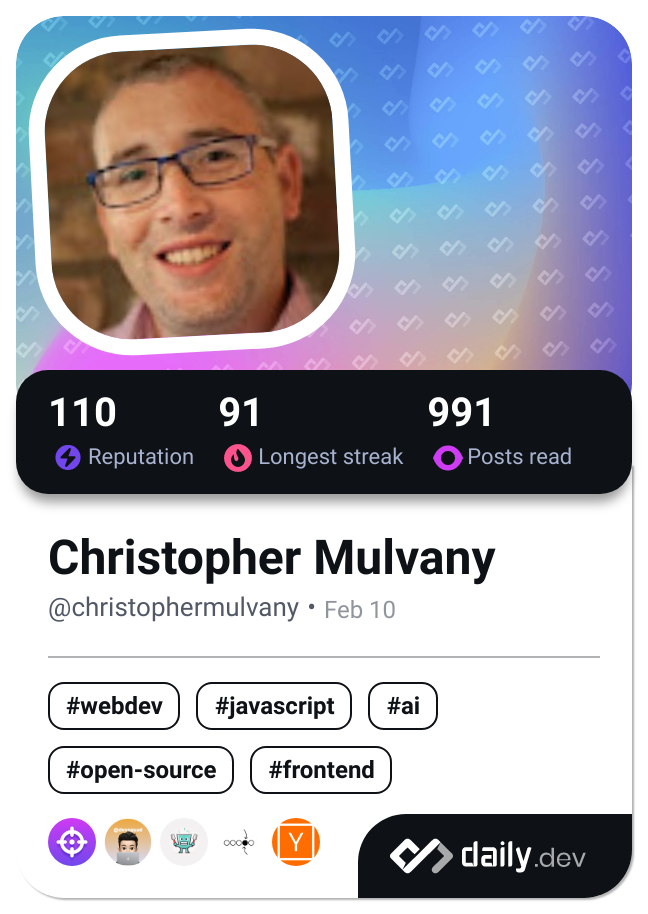 110 91 991
Reputation Longest streak Posts read
Christopher Mulvany
@christophermulvany • Feb 10
#webdev #javascript #ai
#open-source #frontend
Y
daily.dev